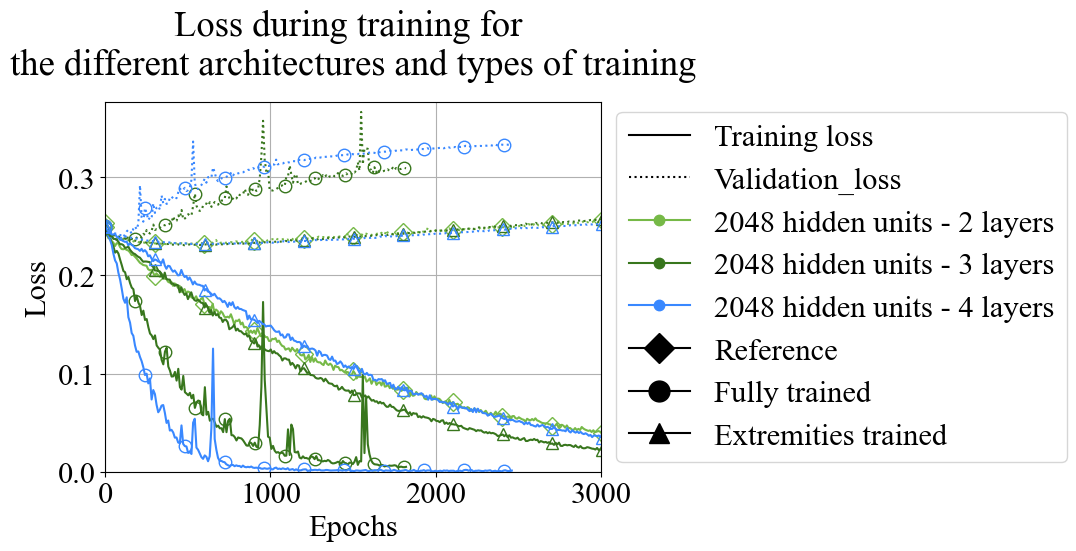 Loss during training for
the different architectures and types of training
Loss
0.3
0.2
0.1
0.0
0
1000
2000
3000
Epochs
Training loss
Validation_loss
2048 hidden units - 2 layers
2048 hidden units - 3 layers
2048 hidden units - 4 layers
Reference
Fully trained
Extremities trained